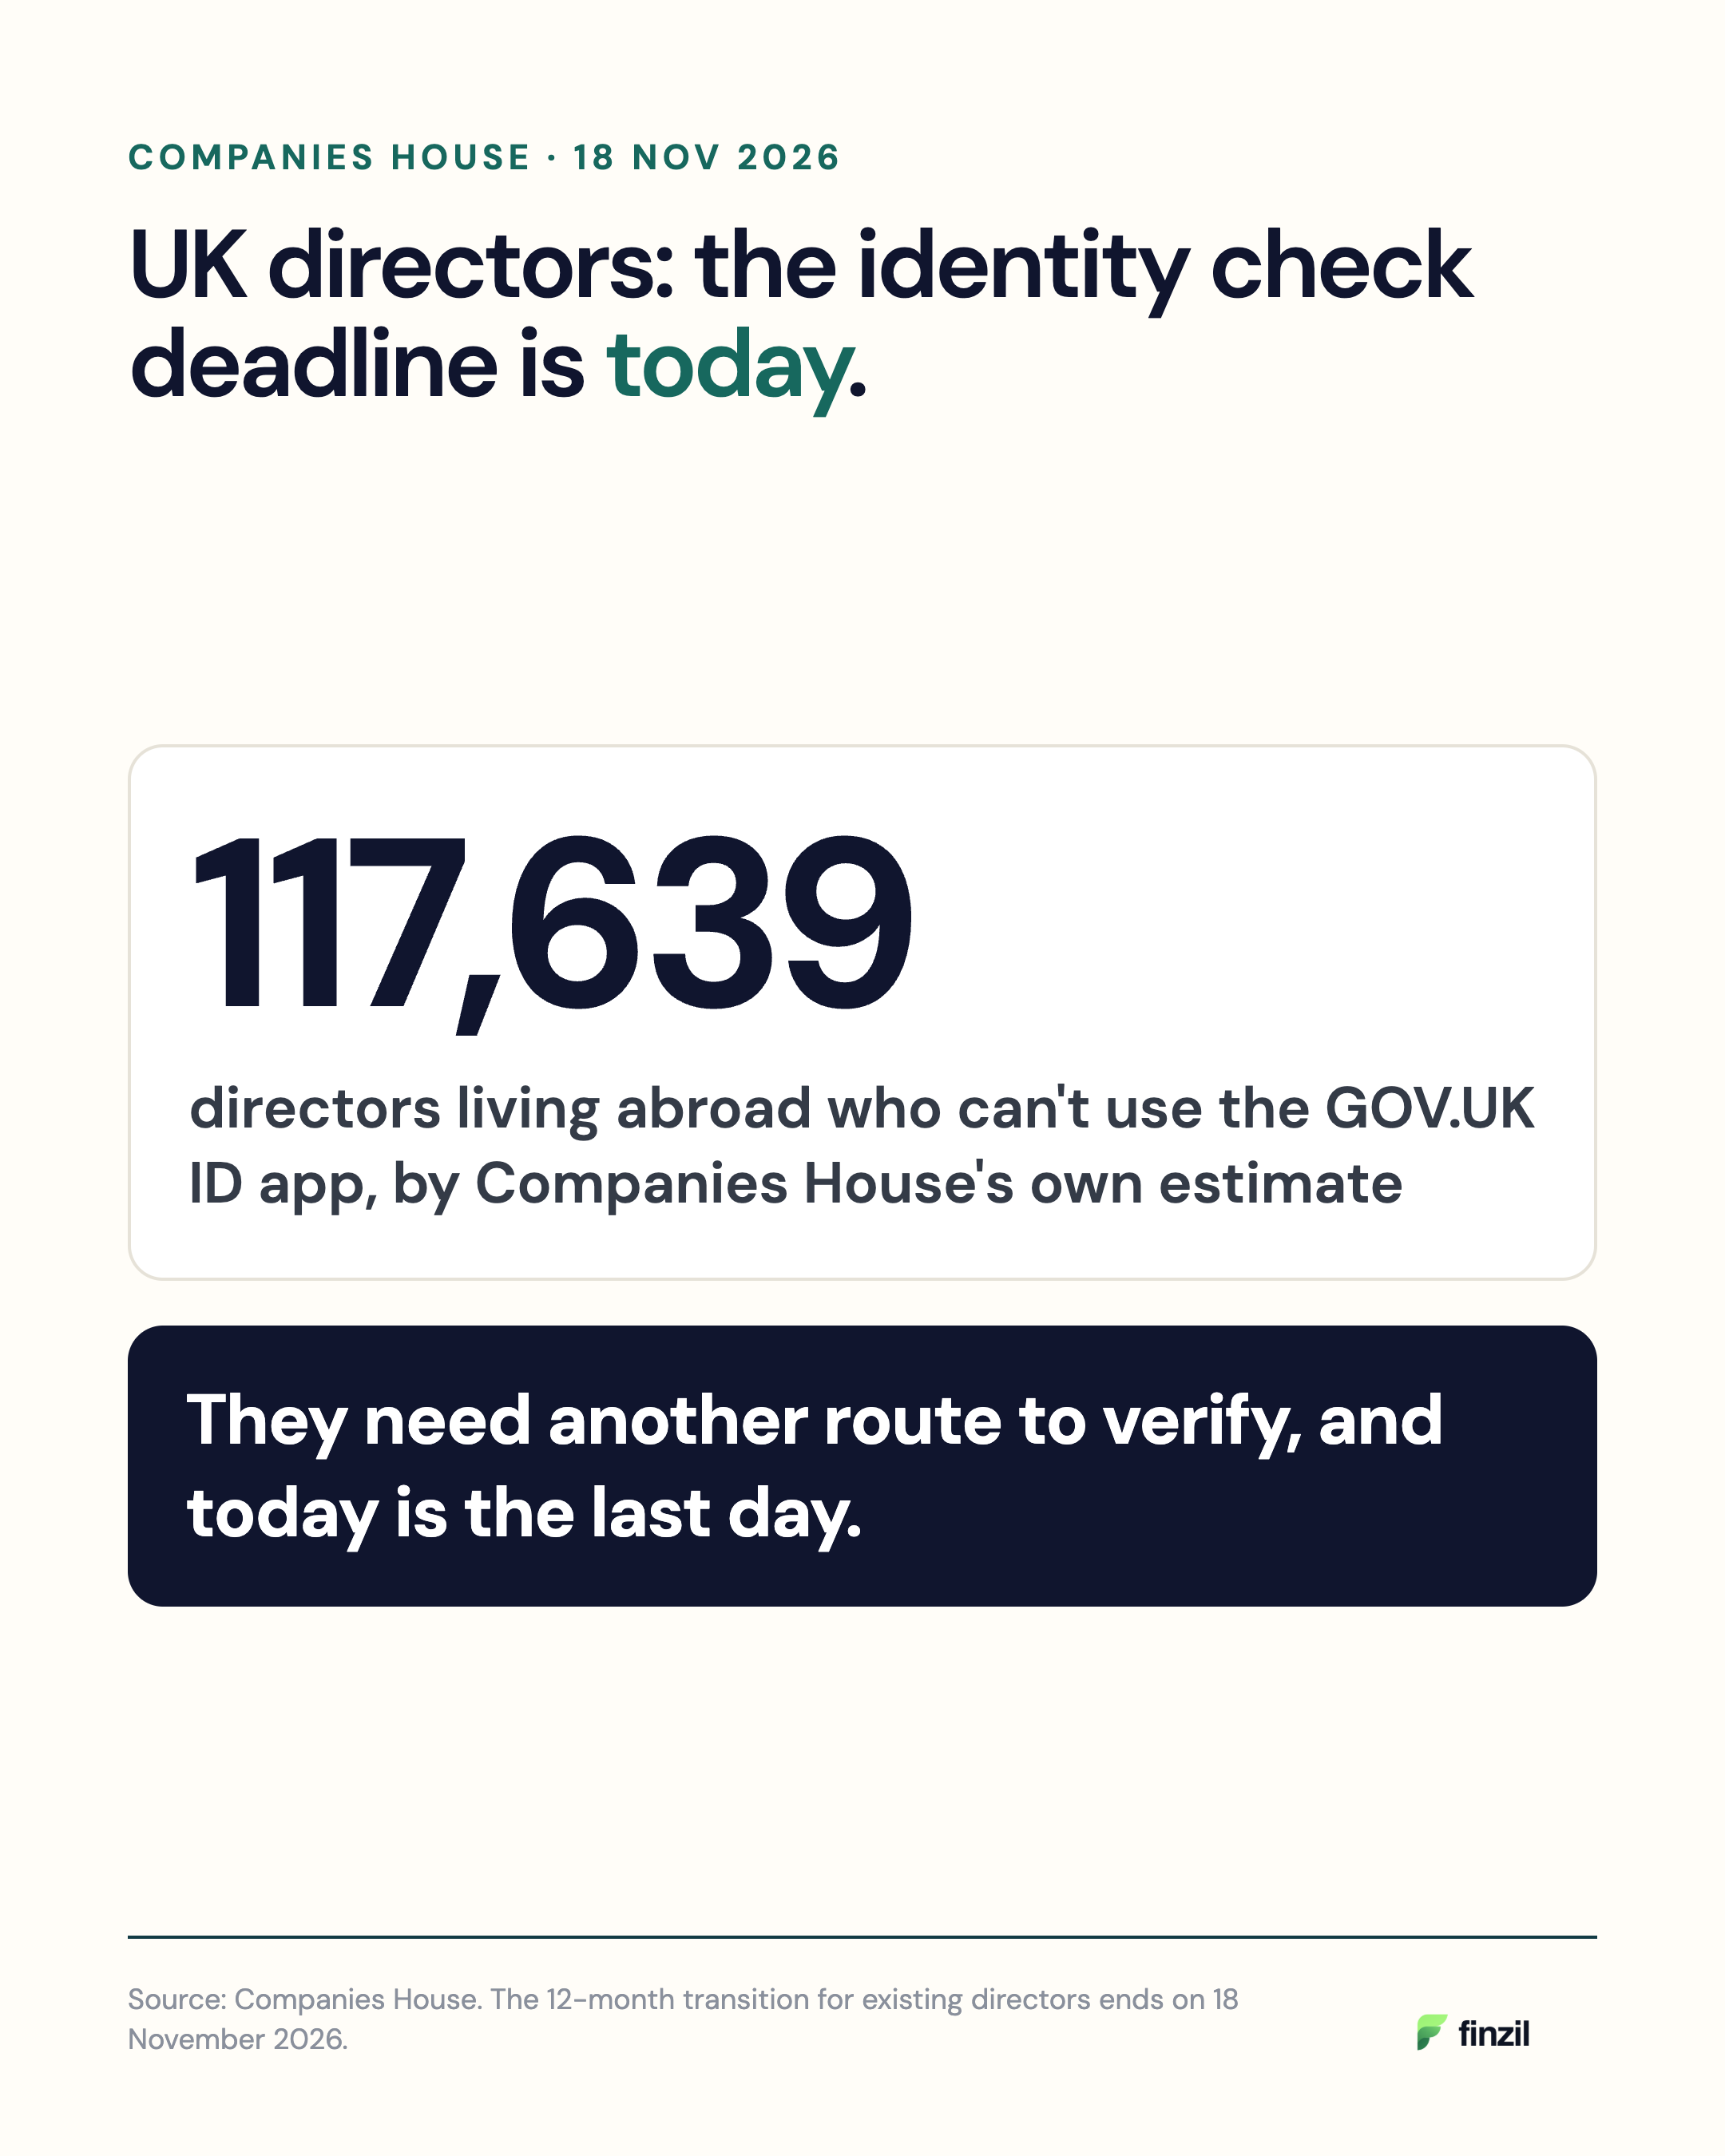 COMPANIES HOUSE · 18 NOV 2026
UK directors: the identity check
deadline is today.
117,639
directors living abroad who can't use the GOV.UK
ID app, by Companies House's own estimate
They need another route to verify, and
today is the last day.
Source: Companies House. The 12-month transition for existing directors ends on 18
November 2026.
finzil